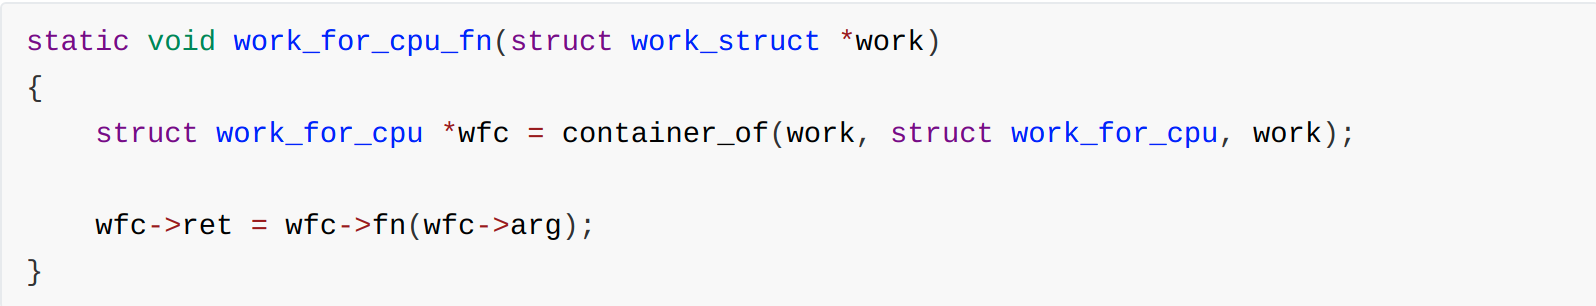 static void work_for_cpu_fn(struct work_struct *work)
{
    struct work_for_cpu *wfc = container_of(work, struct work_for_cpu, work);
    wfc->ret = wfc->fn(wfc->arg);
}